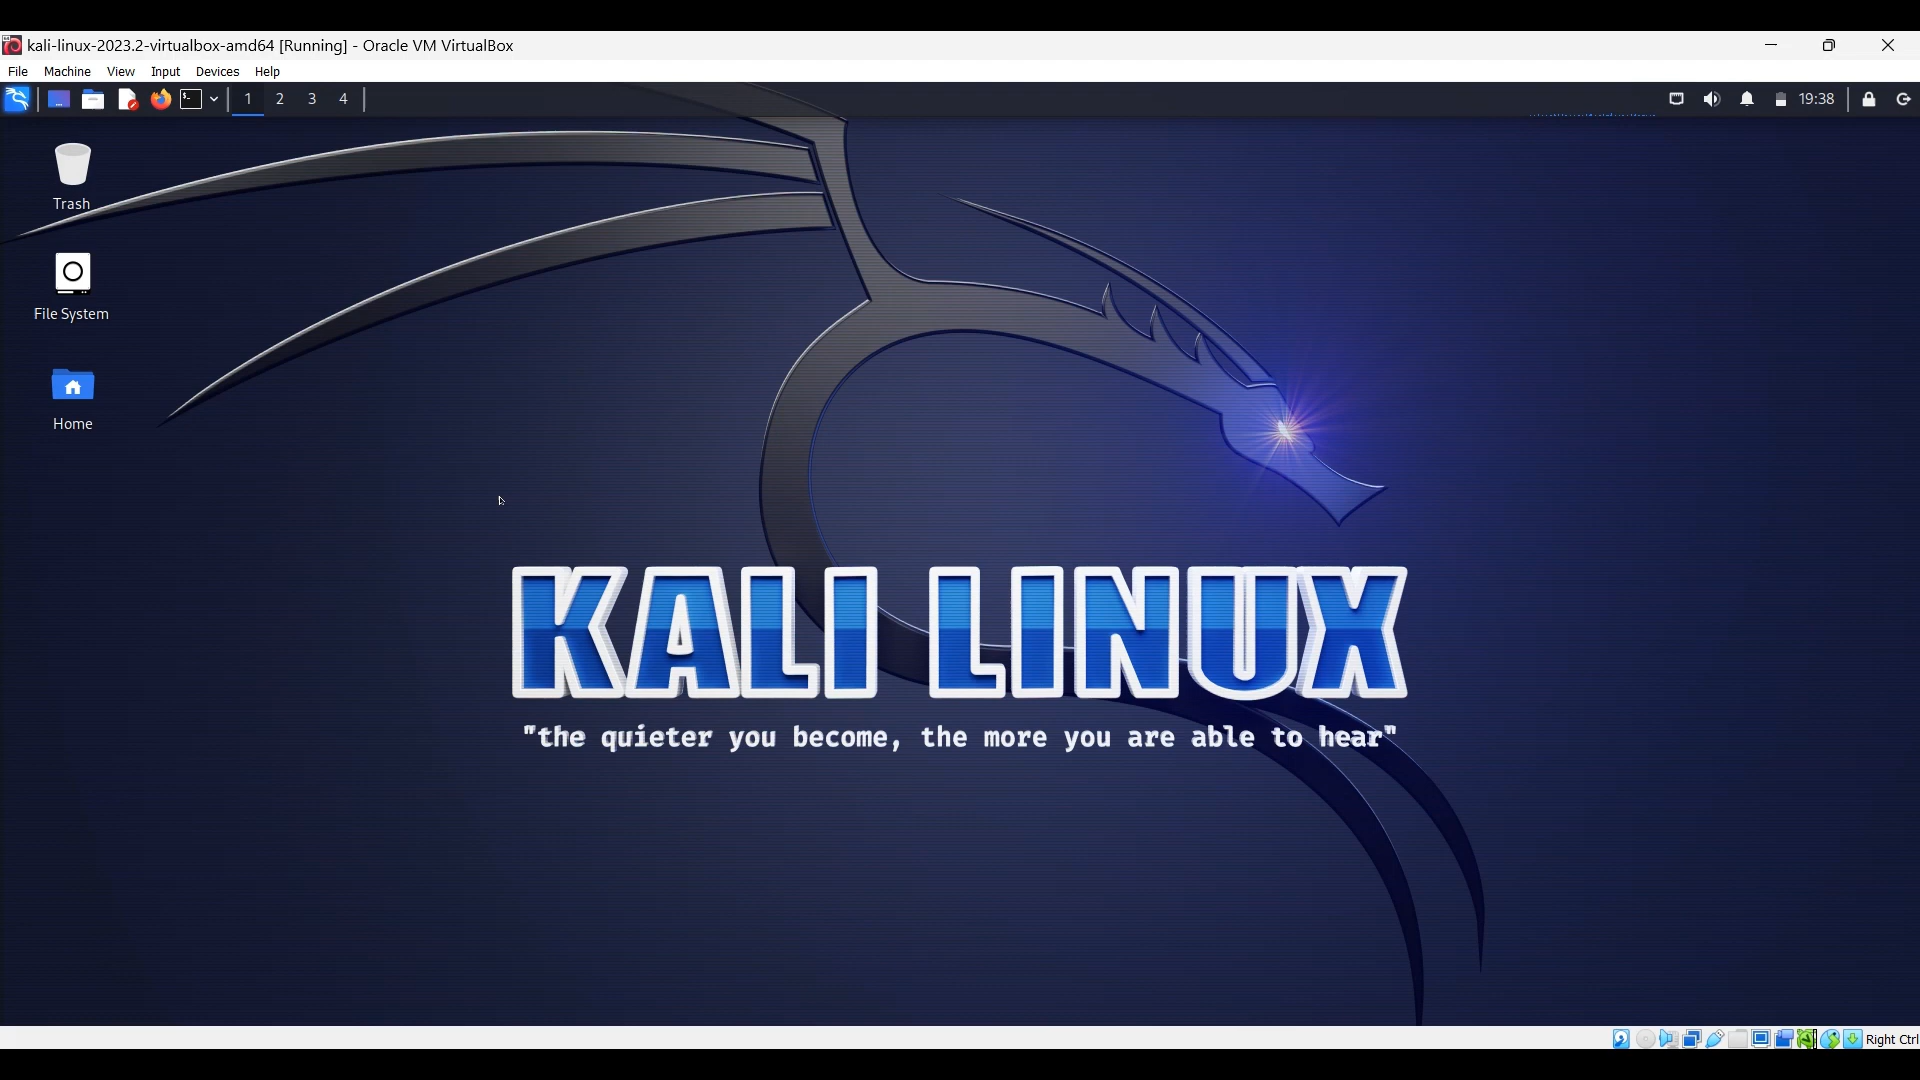 kali-linux-2023.2-virtualbox-amd64 [Running] - Oracle VM VirtualBox
File Machine View Input Devices Help
1 2 3 4 19:38
Trash
File System
Home
KALI LINUX
"the quieter you become, the more you are able to hear"
Right Ctrl